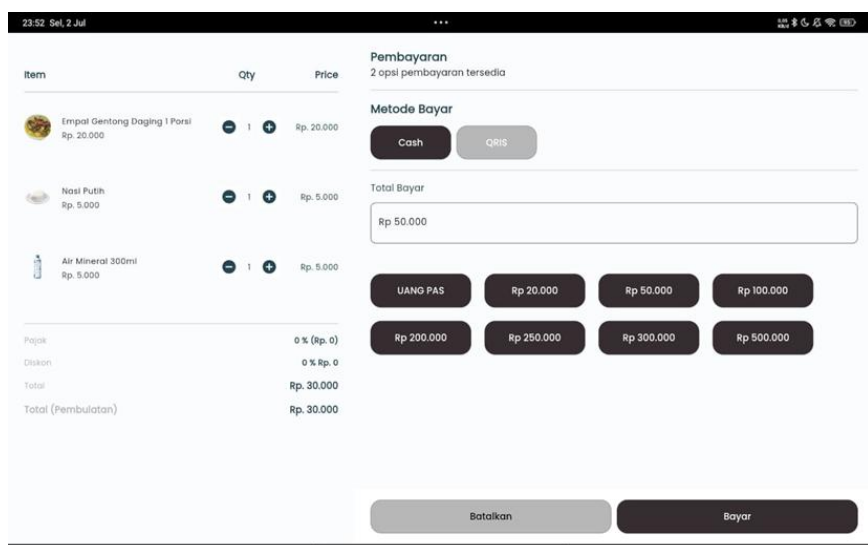 23:52 Sel, 2 Jul
Item Qty Price
Empal Gentong Daging 1 Porsi
Rp. 20.000
1
Rp. 20.000
Nasi Putih
Rp. 5.000
1
Rp. 5.000
Air Mineral 300ml
Rp. 5.000
1
Rp. 5.000
Pajak 0 % (Rp. 0)
Diskon 0 % Rp. 0
Total Rp. 30.000
Total (Pembulatan) Rp. 30.000
Pembayaran
2 opsi pembayaran tersedia
Metode Bayar
Cash QRIS
Total Bayar
Rp 50.000
UANG PAS Rp 20.000 Rp 50.000 Rp 100.000
Rp 200.000 Rp 250.000 Rp 300.000 Rp 500.000
Batalkan Bayar